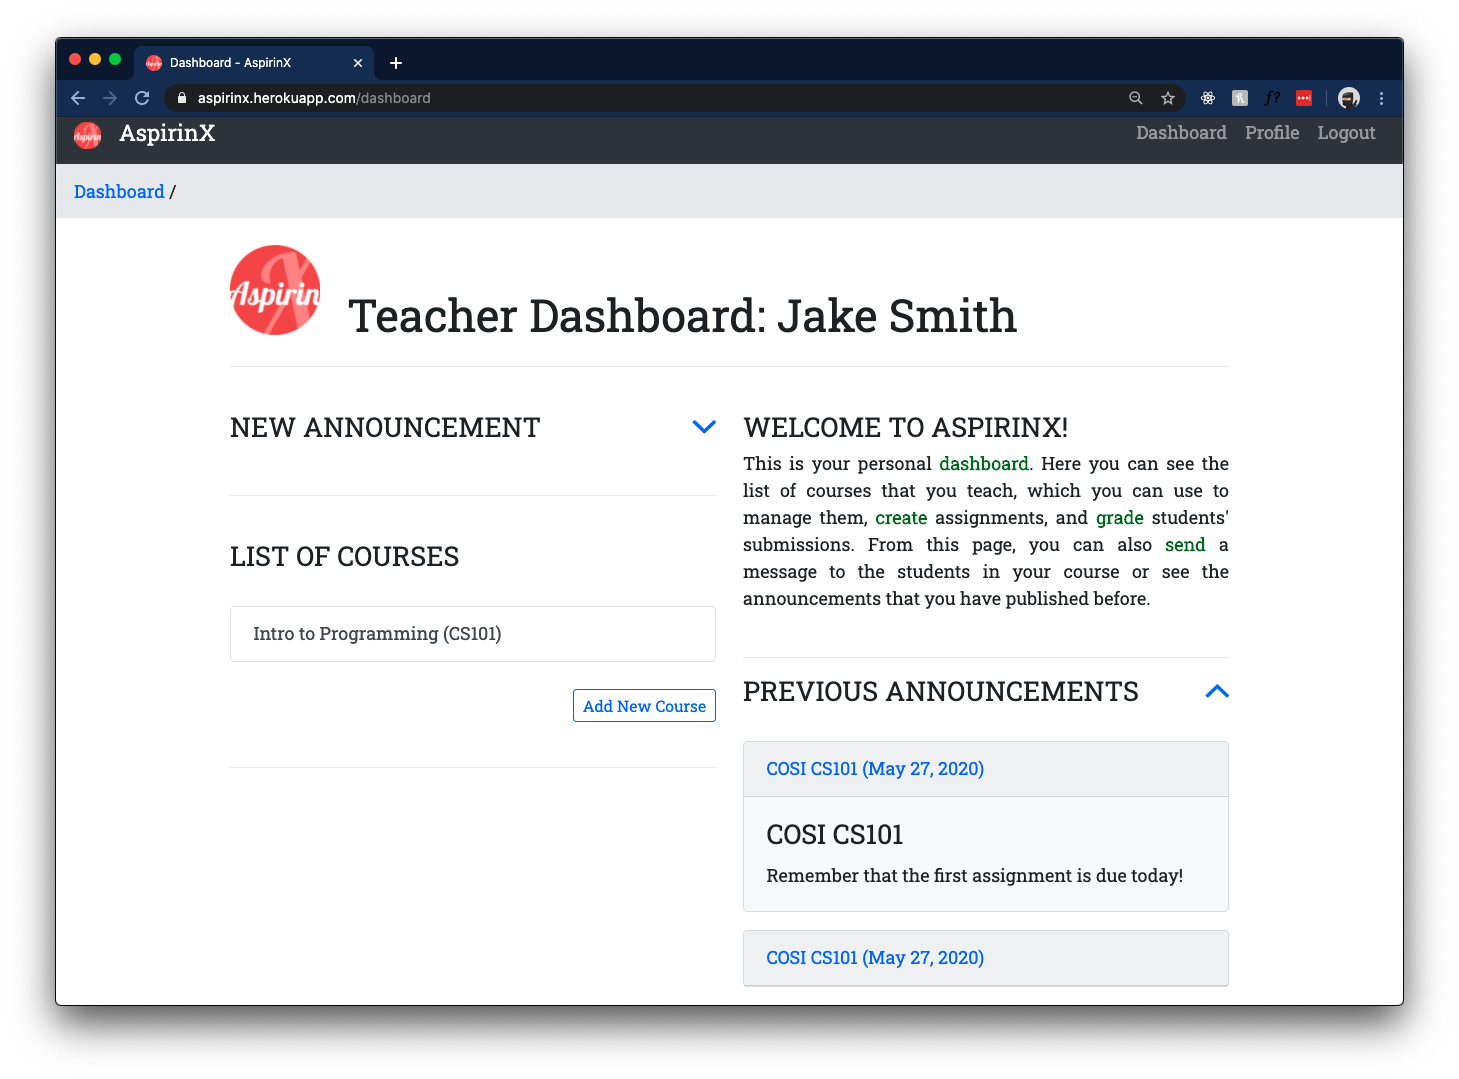 Dashboard - AspirinX
aspirinx.herokuapp.com/dashboard
f?
Aspirin
AspirinX
Dashboard Profile Logout
Dashboard /
Aspirin X
Teacher Dashboard: Jake Smith
NEW ANNOUNCEMENT
LIST OF COURSES
Intro to Programming (CS101)
Add New Course
WELCOME TO ASPIRINX!
This is your personal dashboard. Here you can see the
list of courses that you teach, which you can use to
manage them, create assignments, and grade students'
submissions. From this page, you can also send a
message to the students in your course or see the
announcements that you have published before.
PREVIOUS ANNOUNCEMENTS
COSI CS101 (May 27, 2020)
COSI CS101
Remember that the first assignment is due today!
COSI CS101 (May 27, 2020)